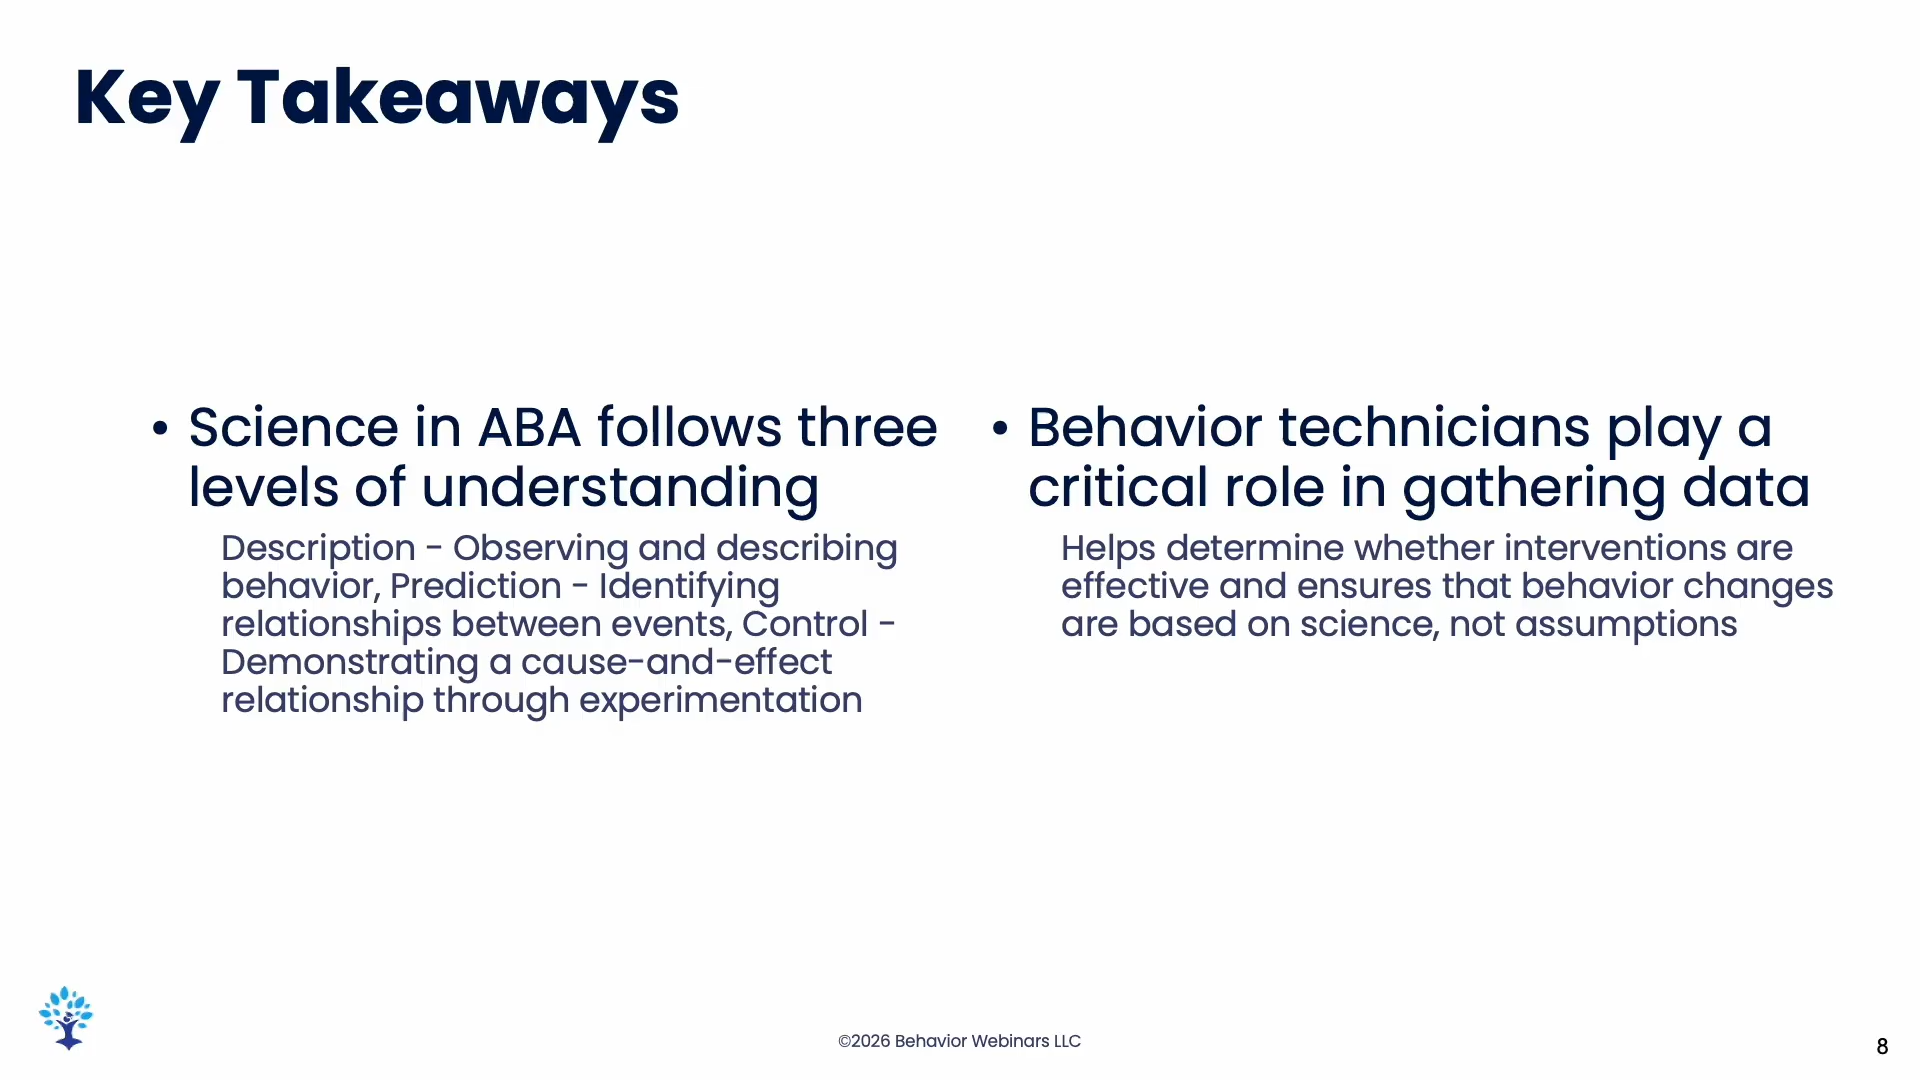 Key Takeaways
• Science in ABA follows three
levels of understanding
Description - Observing and describing
behavior, Prediction - Identifying
relationships between events, Control -
Demonstrating a cause-and-effect
relationship through experimentation
• Behavior technicians play a
critical role in gathering data
Helps determine whether interventions are
effective and ensures that behavior changes
are based on science, not assumptions
©2026 Behavior Webinars LLC
8